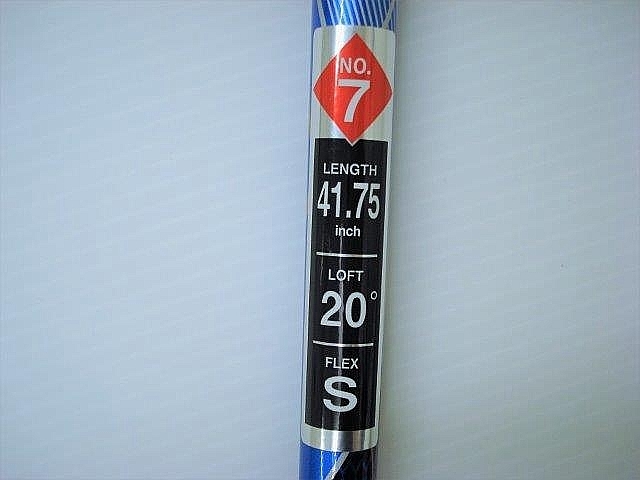 NO.
7
LENGTH
41.75
inch
LOFT
20°
FLEX
S